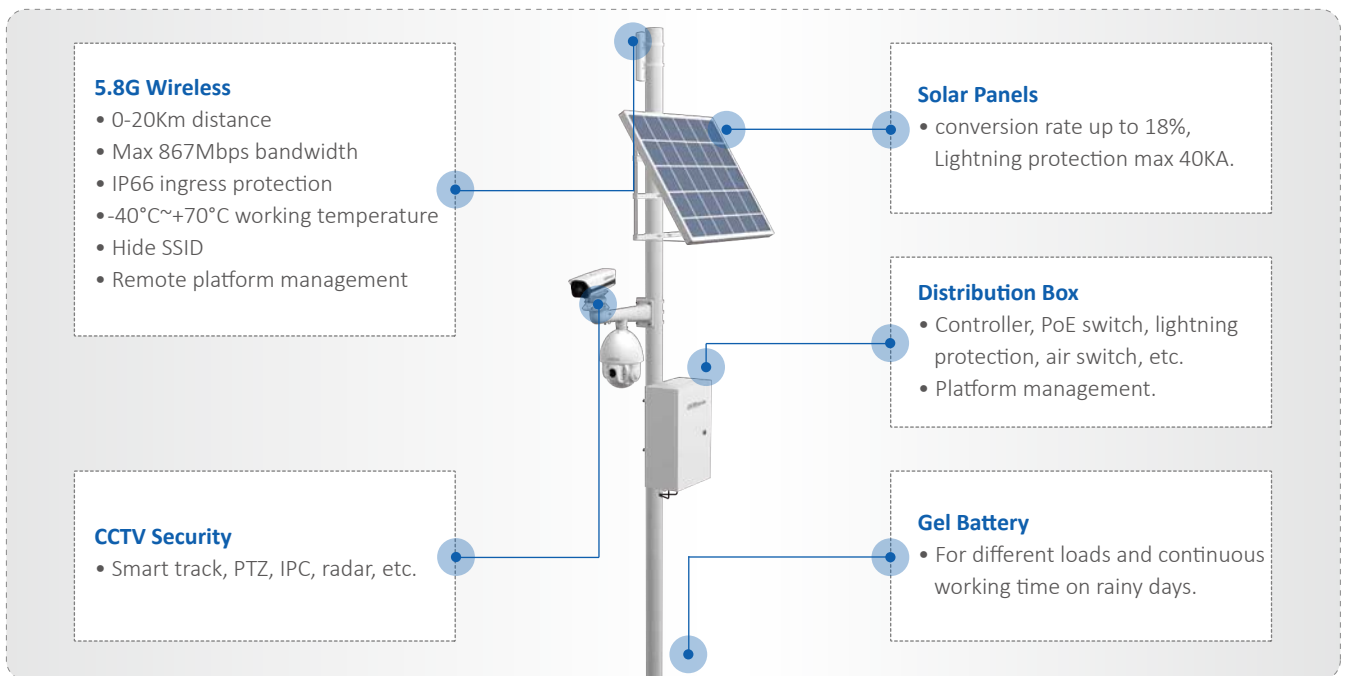 5.8G Wireless
• 0-20Km distance
• Max 867Mbps bandwidth
• IP66 ingress protection
•-40°C~+70°C working temperature
• Hide SSID
• Remote platform management
CCTV Security
• Smart track, PTZ, IPC, radar, etc.
Solar Panels
• conversion rate up to 18%,
Lightning protection max 40KA.
Distribution Box
• Controller, PoE switch, lightning
protection, air switch, etc.
• Platform management.
Gel Battery
• For different loads and continuous
working time on rainy days.